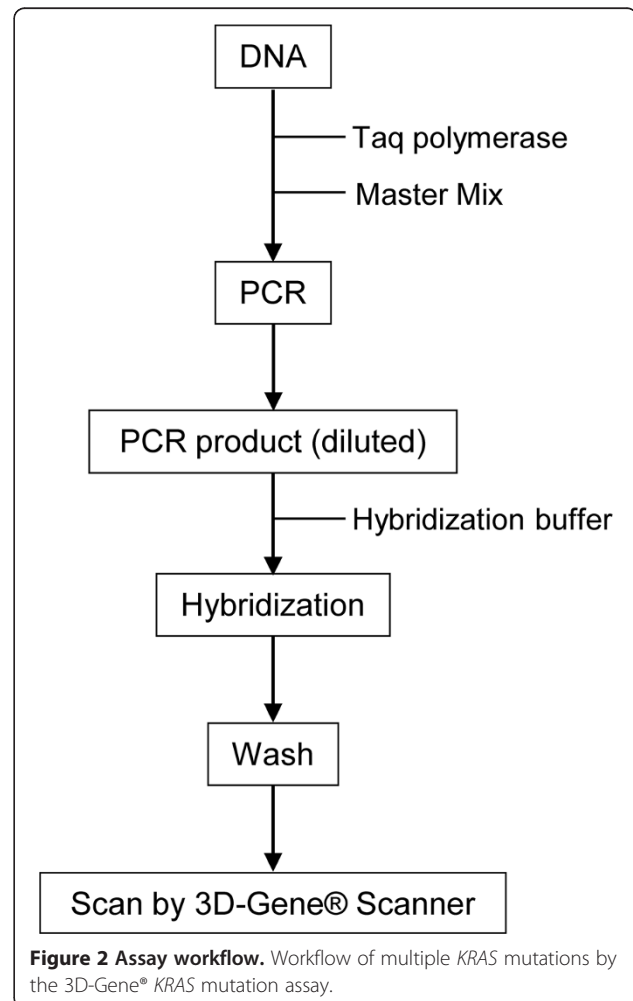 DNA
Taq polymerase
Master Mix
PCR
PCR product (diluted)
Hybridization buffer
Hybridization
Wash
Scan by 3D-Gene® Scanner
Figure 2 Assay workflow. Workflow of multiple KRAS mutations by
the 3D-Gene® KRAS mutation assay.